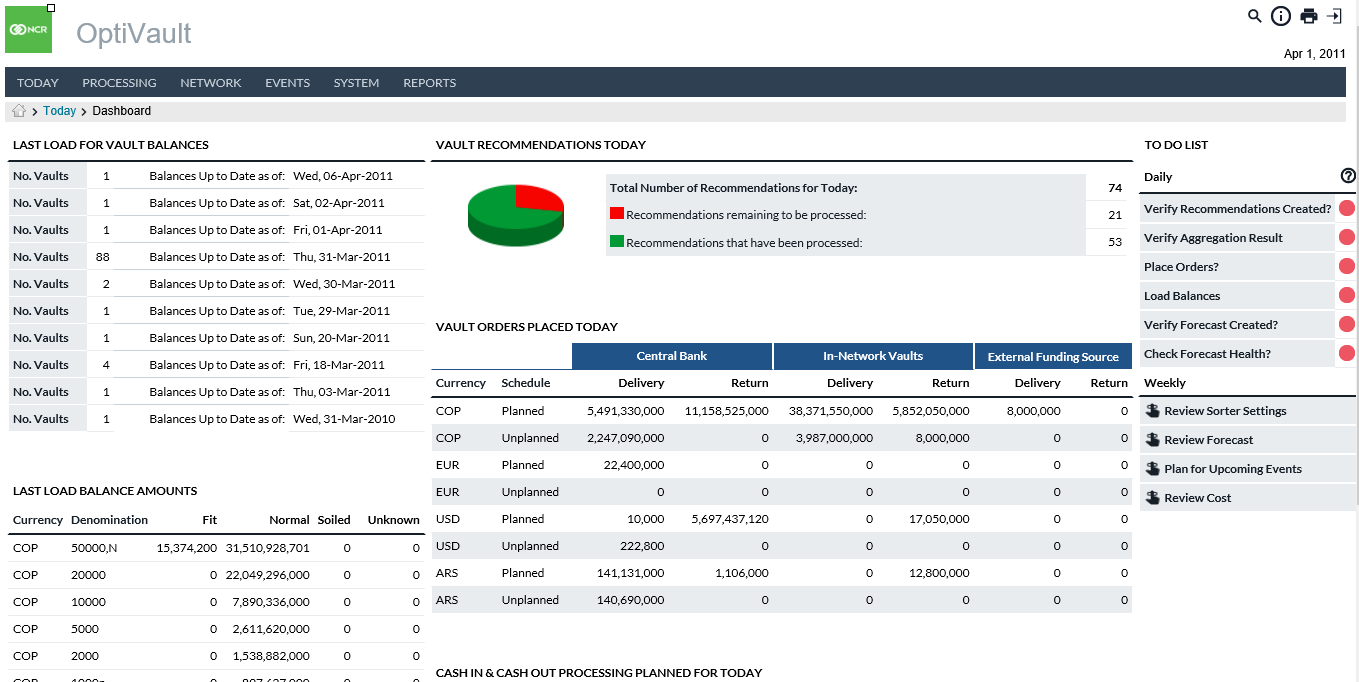 NCR
OptiVault
Apr 1, 2011
TODAY PROCESSING NETWORK EVENTS SYSTEM REPORTS
Today > Dashboard
LAST LOAD FOR VAULT BALANCES
No. Vaults 1 Balances Up to Date as of: Wed, 06-Apr-2011
No. Vaults 1 Balances Up to Date as of: Sat, 02-Apr-2011
No. Vaults 1 Balances Up to Date as of: Fri, 01-Apr-2011
No. Vaults 88 Balances Up to Date as of: Thu, 31-Mar-2011
No. Vaults 2 Balances Up to Date as of: Wed, 30-Mar-2011
No. Vaults 1 Balances Up to Date as of: Tue, 29-Mar-2011
No. Vaults 1 Balances Up to Date as of: Sun, 20-Mar-2011
No. Vaults 4 Balances Up to Date as of: Fri, 18-Mar-2011
No. Vaults 1 Balances Up to Date as of: Thu, 03-Mar-2011
No. Vaults 1 Balances Up to Date as of: Wed, 31-Mar-2010
LAST LOAD BALANCE AMOUNTS
Currency Denomination Fit Normal Soiled Unknown
COP 50000,N 15,374,200 31,510,928,701 0 0
COP 20000 0 22,049,296,000 0 0
COP 10000 0 7,890,336,000 0 0
COP 5000 0 2,611,620,000 0 0
COP 2000 0 1,538,882,000 0 0
VAULT RECOMMENDATIONS TODAY
Total Number of Recommendations for Today: 74
Recommendations remaining to be processed: 21
Recommendations that have been processed: 53
VAULT ORDERS PLACED TODAY
Central Bank In-Network Vaults External Funding Source
Currency Schedule Delivery Return Delivery Return Delivery Return
COP Planned 5,491,330,000 11,158,525,000 38,371,550,000 5,852,050,000 8,000,000 0
COP Unplanned 2,247,090,000 0 3,987,000,000 8,000,000 0 0
EUR Planned 22,400,000 0 0 0 0 0
EUR Unplanned 0 0 0 0 0 0
USD Planned 10,000 5,697,437,120 0 17,050,000 0 0
USD Unplanned 222,800 0 0 0 0 0
ARS Planned 141,131,000 1,106,000 0 12,800,000 0 0
ARS Unplanned 140,690,000 0 0 0 0 0
CASH IN & CASH OUT PROCESSING PLANNED FOR TODAY
TO DO LIST
Daily
Verify Recommendations Created?
Verify Aggregation Result
Place Orders?
Load Balances
Verify Forecast Created?
Check Forecast Health?
Weekly
Review Sorter Settings
Review Forecast
Plan for Upcoming Events
Review Cost